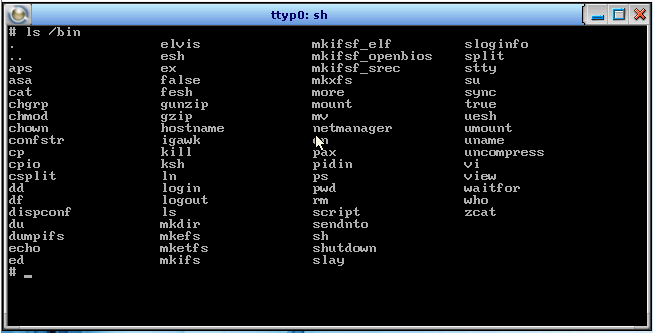 ttyp0: sh
# ls /bin
. elvis mkifsf_elf sloginfo
.. esh mkifsf_openbios split
aps ex mkifsf_srec stty
asa false mkxfs su
cat fesh more sync
chgrp gunzip mount true
chmod gzip mv uesh
chown hostname netmanager umount
confstr igawk uname
cp kill pax uncompress
cpio ksh pidin vi
csplit ln ps view
dd login pwd waitfor
df logout rm who
dispconf ls script zcat
du mkdir sendnto
dumpifs mkefs sh
echo mketfs shutdown
ed mkifs slay
# _